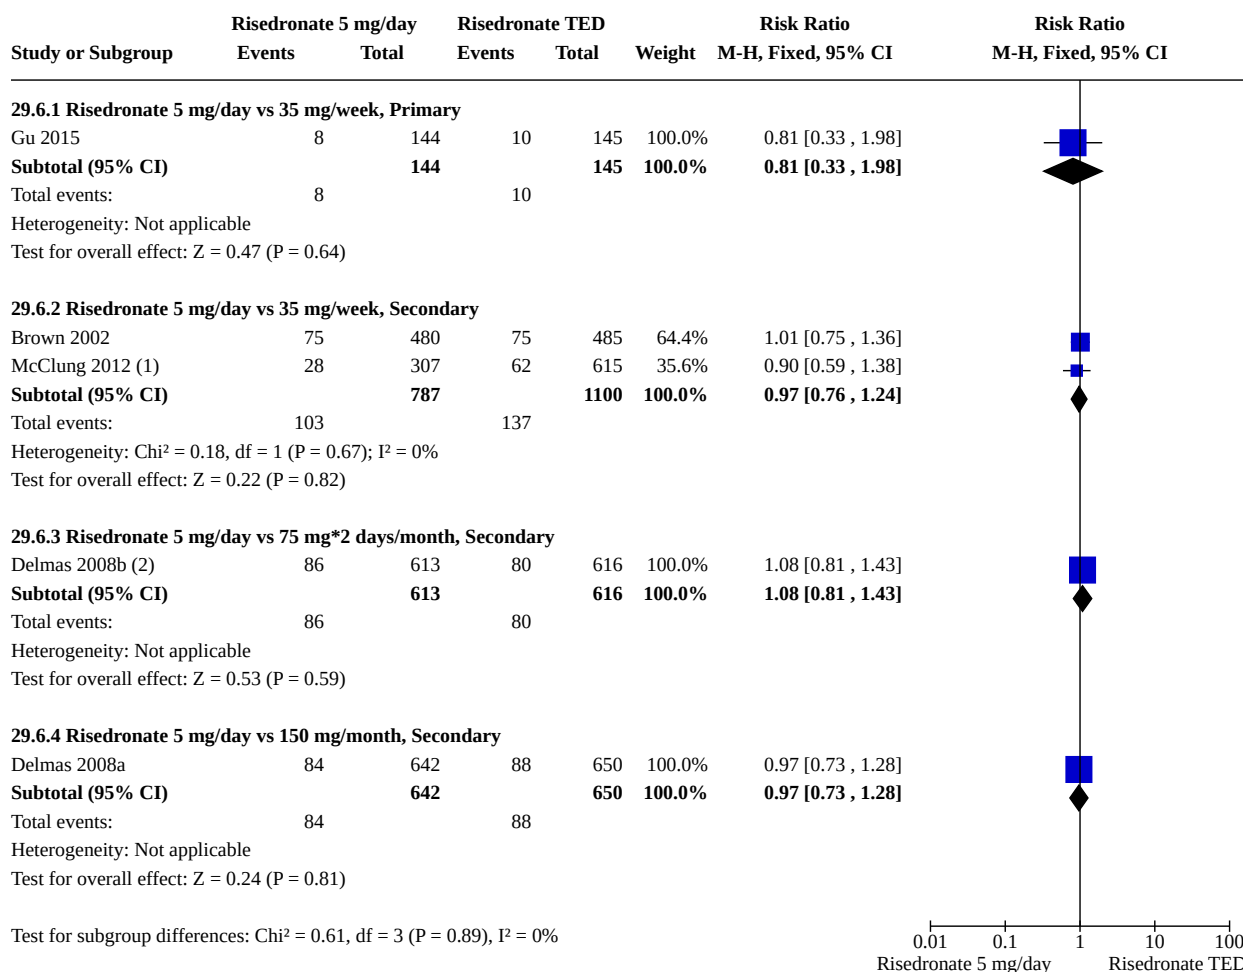 Risedronate 5 mg/day Risedronate TED Risk Ratio Risk Ratio
Study or Subgroup Events Total Events Total Weight M-H, Fixed, 95% CI M-H, Fixed, 95% CI
29.6.1 Risedronate 5 mg/day vs 35 mg/week, Primary
Gu 2015 8 144 10 145 100.0% 0.81 [0.33 , 1.98]
Subtotal (95% CI) 144 145 100.0% 0.81 [0.33 , 1.98]
Total events: 8 10
Heterogeneity: Not applicable
Test for overall effect: Z = 0.47 (P = 0.64)
29.6.2 Risedronate 5 mg/day vs 35 mg/week, Secondary
Brown 2002 75 480 75 485 64.4% 1.01 [0.75 , 1.36]
McClung 2012 (1) 28 307 62 615 35.6% 0.90 [0.59 , 1.38]
Subtotal (95% CI) 787 1100 100.0% 0.97 [0.76 , 1.24]
Total events: 103 137
Heterogeneity: Chi² = 0.18, df = 1 (P = 0.67); I² = 0%
Test for overall effect: Z = 0.22 (P = 0.82)
29.6.3 Risedronate 5 mg/day vs 75 mg*2 days/month, Secondary
Delmas 2008b (2) 86 613 80 616 100.0% 1.08 [0.81 , 1.43]
Subtotal (95% CI) 613 616 100.0% 1.08 [0.81 , 1.43]
Total events: 86 80
Heterogeneity: Not applicable
Test for overall effect: Z = 0.53 (P = 0.59)
29.6.4 Risedronate 5 mg/day vs 150 mg/month, Secondary
Delmas 2008a 84 642 88 650 100.0% 0.97 [0.73 , 1.28]
Subtotal (95% CI) 642 650 100.0% 0.97 [0.73 , 1.28]
Total events: 84 88
Heterogeneity: Not applicable
Test for overall effect: Z = 0.24 (P = 0.81)
Test for subgroup differences: Chi² = 0.61, df = 3 (P = 0.89), I² = 0%
0.01 0.1 1 10 100
Risedronate 5 mg/day Risedronate TED